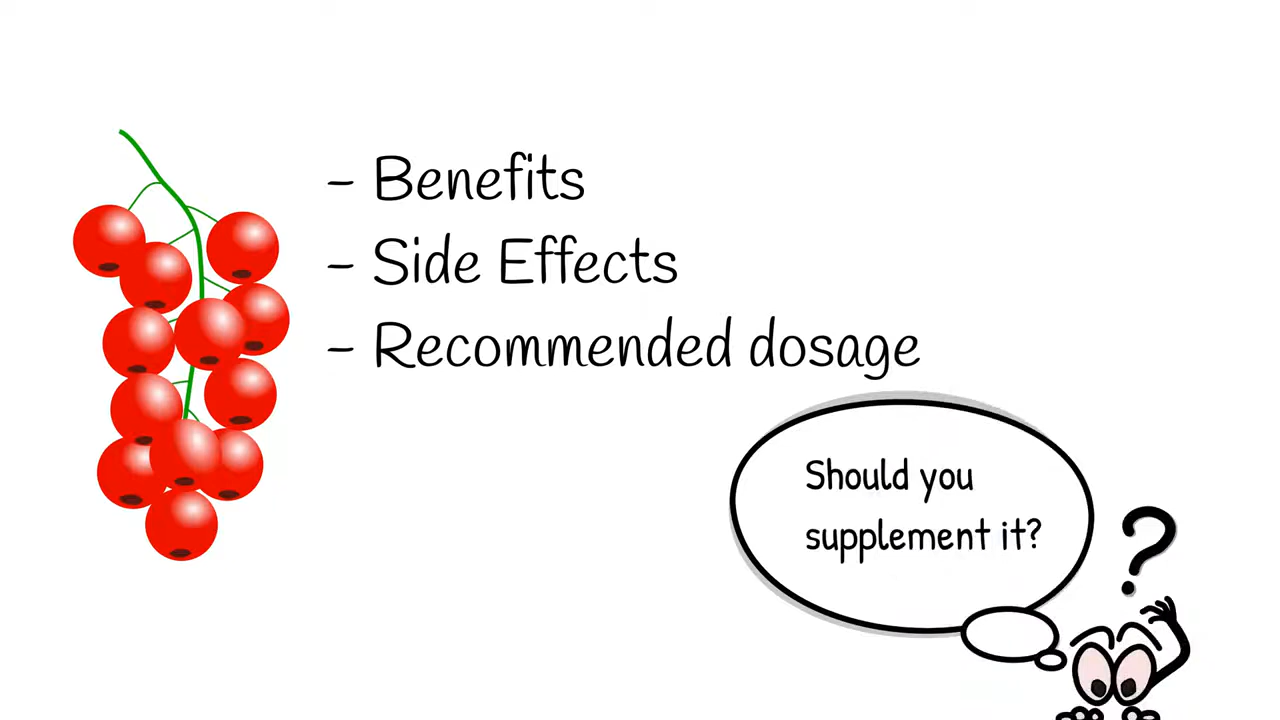 - Benefits
- Side Effects
- Recommended dosage
Should you
supplement it?
?